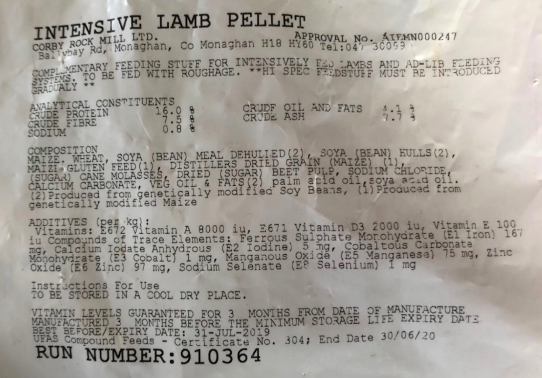 INTENSIVE LAMB PELLET
CORBY ROCK MILL LTD. APPROVAL No. AIEMN000247
Ballybay Rd, Monaghan, Co Monaghan H18 HY60 Tel:047 30099
COMPLEMENTARY FEEDING STUFF FOR INTENSIVELY FED LAMBS AND AD-LIB FEEDING
SYSTEMS. TO BE FED WITH ROUGHAGE. **HI SPEC FEEDSTUFF MUST BE INTRODUCED
GRADUALY **
ANALYTICAL CONSTITUENTS
CRUDE PROTEIN 16.0 % CRUDE OIL AND FATS 4.1 %
CRUDE FIBRE 7.5 % CRUDE ASH 7.7 %
SODIUM 0.8 %
COMPOSITION
MAIZE. WHEAT, SOYA (BEAN) MEAL DEHULLED(2), SOYA (BEAN) HULLS(2),
MAIZE GLUTEN FEED(1), DISTILLERS DRIED GRAIN (MAIZE) (1),
(SUGAR) CANE MOLASSES, DRIED (SUGAR) BEET PULP, SODIUM CHLORIDE,
CALCIUM CARBONATE, VEG OIL & FATS(2) palm acid oil,soya acid oil.
(2)Produced from genetically modified Soy Beans, (1)Produced from
genetically modified Maize
ADDITIVES (per kg):
Vitamins: E672 Vitamin A 8000 iu, E671 Vitamin D3 2000 iu, Vitamin E 100
iu Compounds of Trace Elements: Ferrous Sulphate Monohydrate (E1 Iron) 167
mg, Calcium Iodate Anhydrous (E2 Iodine) 5 mg, Cobaltous Carbonate
Monohydrate (E3 Cobalt) 1 mg, Manganous Oxide (E5 Manganese) 75 mg, Zinc
Oxide (E6 Zinc) 97 mg, Sodium Selenate (E8 Selenium) 1 mg
Instructions For Use
TO BE STORED IN A COOL DRY PLACE.
VITAMIN LEVELS GUARANTEED FOR 3 MONTHS FROM DATE OF MANUFACTURE
MANUFACTURED 3 MONTHS BEFORE THE MINIMUM STORAGE LIFE EXPIRY DATE
BEST BEFORE/EXPIRY DATE: 31-JUL-2019
UFAS Compound Feeds - Certificate No. 304; End Date 30/06/20
RUN NUMBER:910364